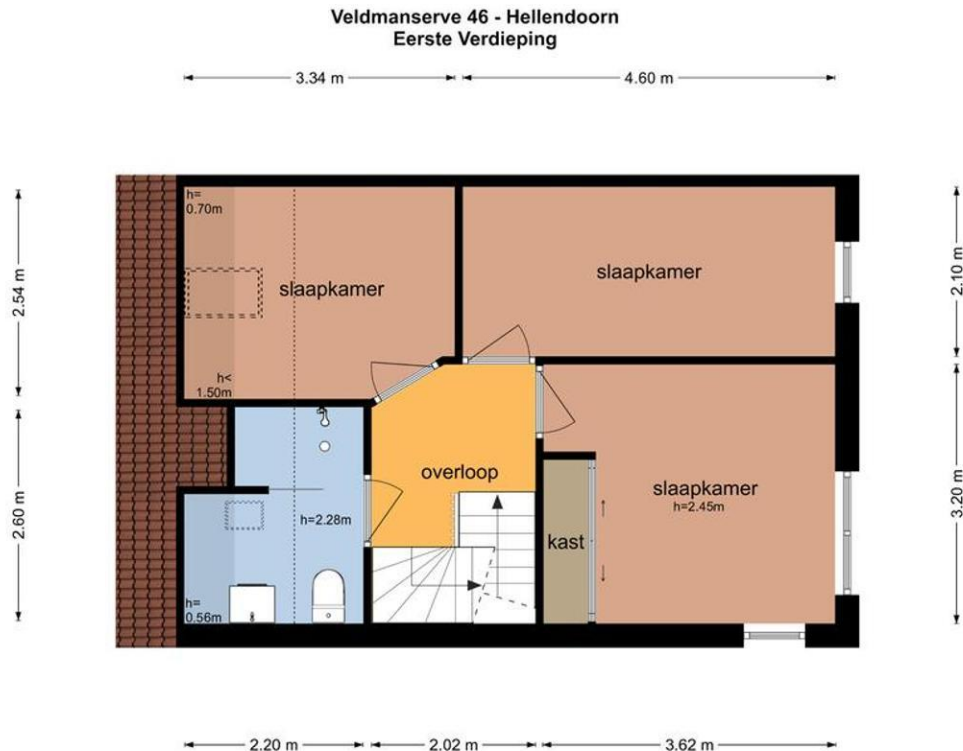 Veldmanserve 46 - Hellendoorn
Eerste Verdieping
3.34 m
4.60 m
h=
0.70m
slaapkamer
slaapkamer
2.54 m
2.10 m
h<
1.50m
overloop
slaapkamer
h=2.45m
h=2.28m
kast
2.60 m
3.20 m
h=
0.56m
2.20 m
2.02 m
3.62 m